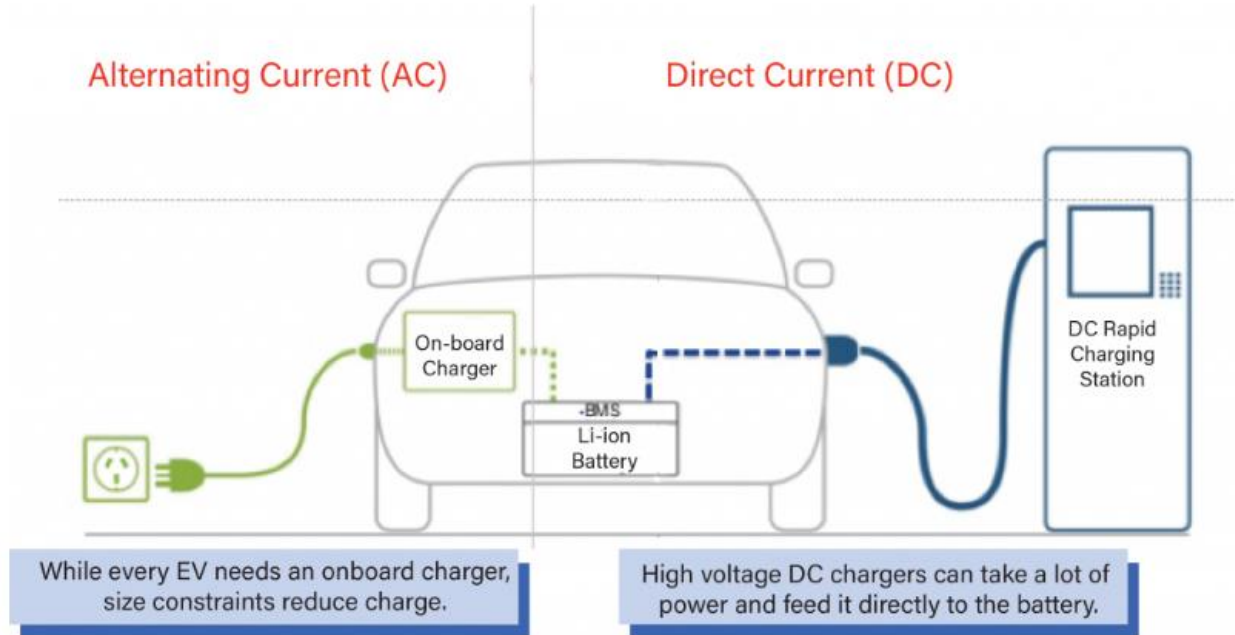 Alternating Current (AC)
Direct Current (DC)
On-board
Charger
-BMS
Li-ion
Battery
DC Rapid
Charging
Station
While every EV needs an onboard charger,
size constraints reduce charge.
High voltage DC chargers can take a lot of
power and feed it directly to the battery.